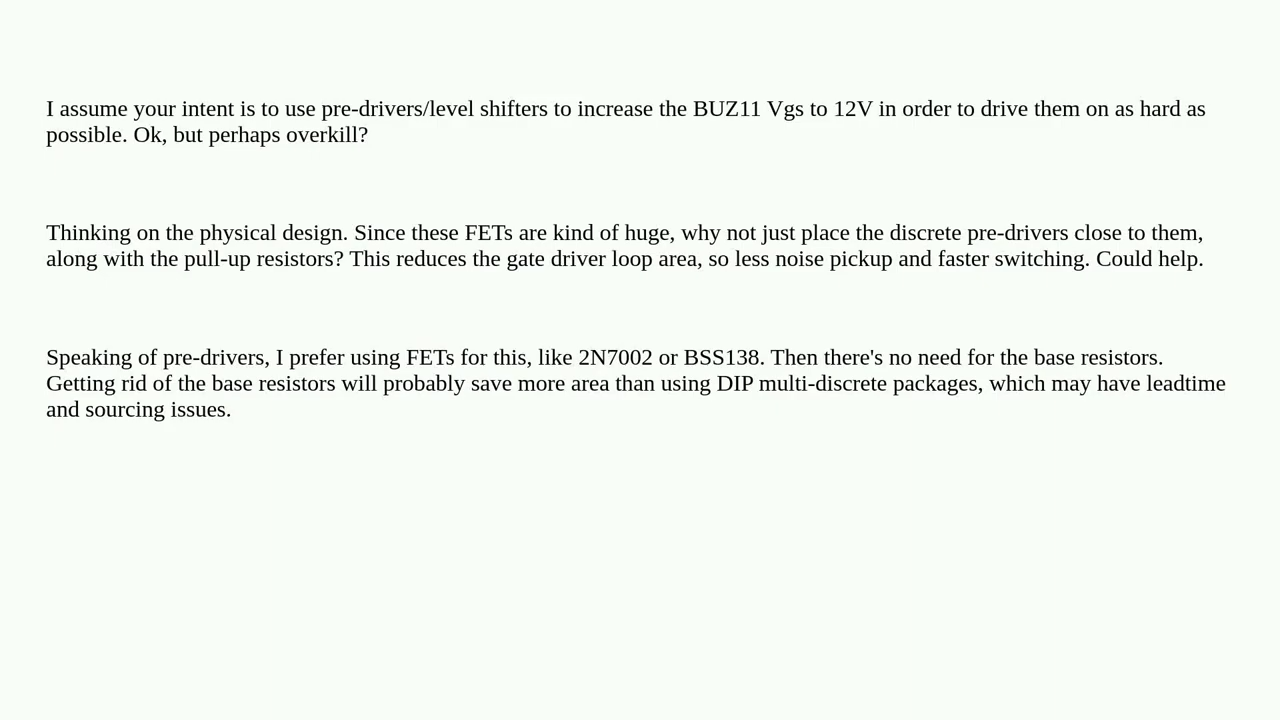 I assume your intent is to use pre-drivers/level shifters to increase the BUZ11 Vgs to 12V in order to drive them on as hard as
possible. Ok, but perhaps overkill?
Thinking on the physical design. Since these FETs are kind of huge, why not just place the discrete pre-drivers close to them,
along with the pull-up resistors? This reduces the gate driver loop area, so less noise pickup and faster switching. Could help.
Speaking of pre-drivers, I prefer using FETs for this, like 2N7002 or BSS138. Then there's no need for the base resistors.
Getting rid of the base resistors will probably save more area than using DIP multi-discrete packages, which may have leadtime
and sourcing issues.